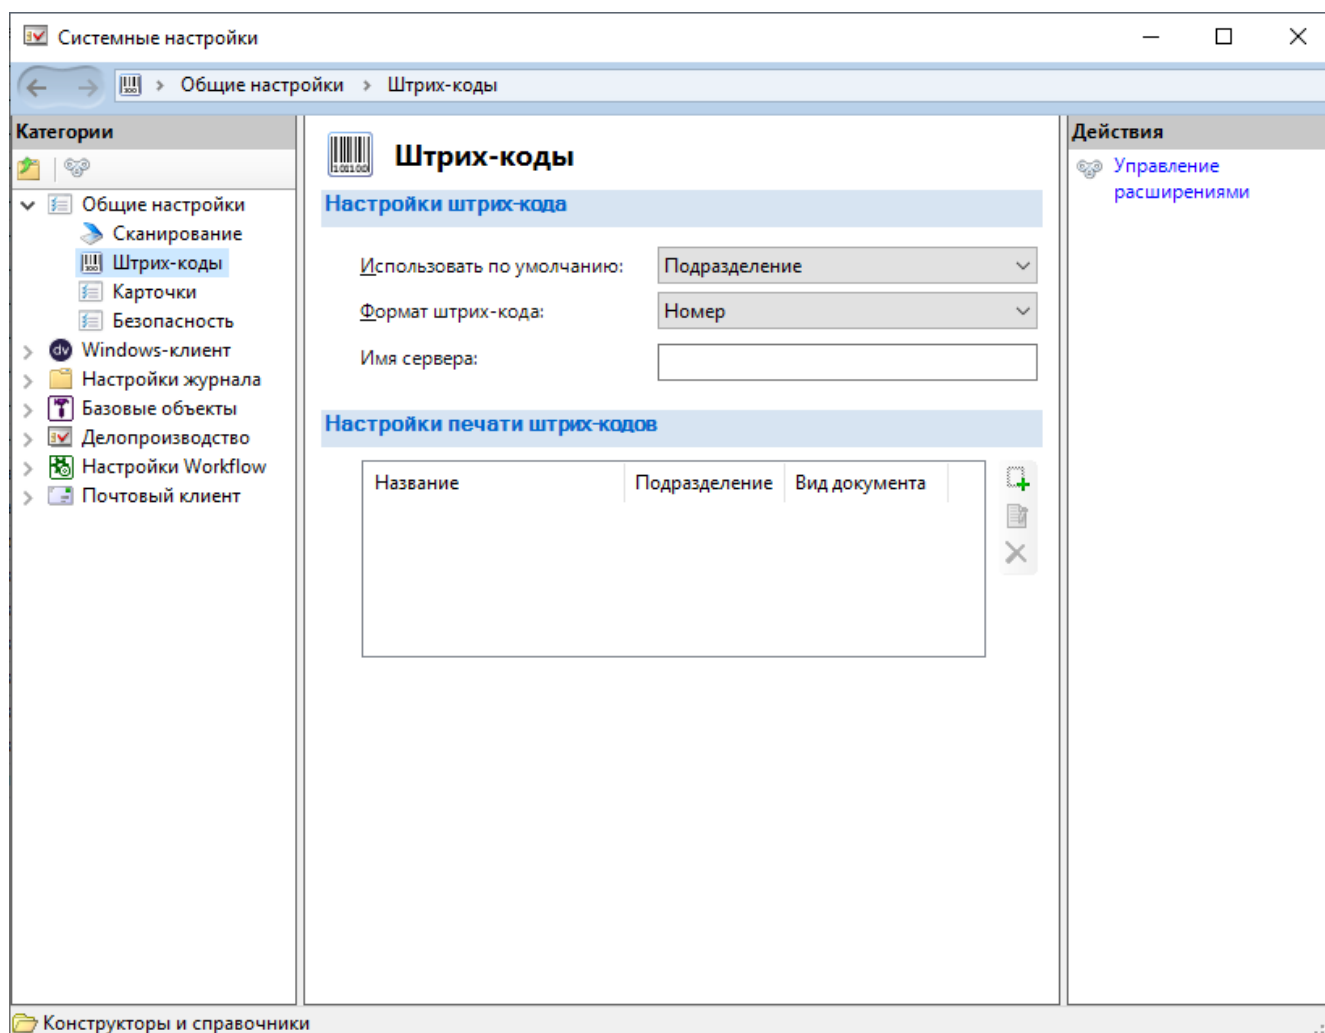 Системные настройки
Общие настройки > Штрих-коды
Категории
Общие настройки
Сканирование
Штрих-коды
Карточки
Безопасность
Windows-клиент
Настройки журнала
Базовые объекты
Делопроизводство
Настройки Workflow
Почтовый клиент
Штрих-коды
Настройки штрих-кода
Использовать по умолчанию: Подразделение
Формат штрих-кода: Номер
Имя сервера:
Настройки печати штрих-кодов
Название Подразделение Вид документа
Действия
Управление
расширениями
Конструкторы и справочники